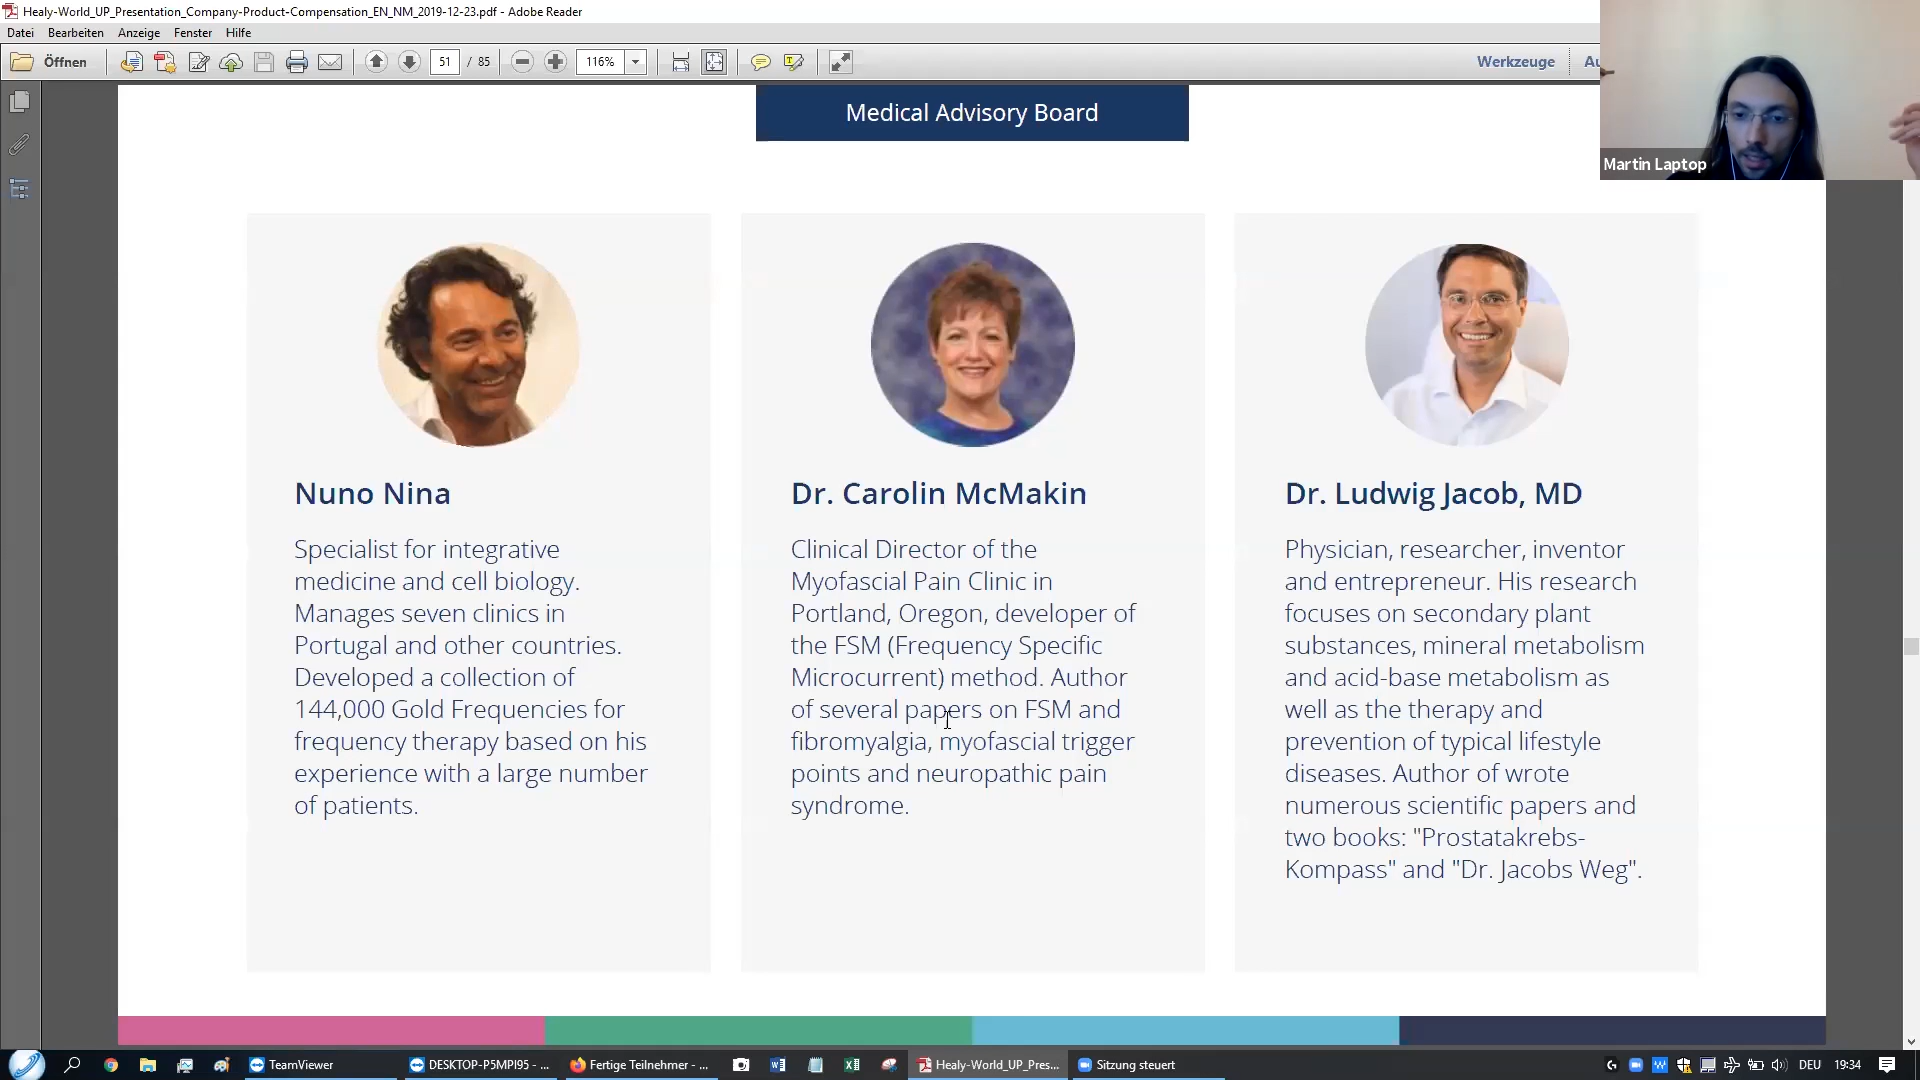 Healy-World_UP_Presentation_Company-Product-Compensation_EN_NM_2019-12-23.pdf - Adobe Reader
Datei Bearbeiten Anzeige Fenster Hilfe
Öffnen 51 / 85 116% Werkzeuge
Martin Laptop
Medical Advisory Board
Nuno Nina
Specialist for integrative
medicine and cell biology.
Manages seven clinics in
Portugal and other countries.
Developed a collection of
144,000 Gold Frequencies for
frequency therapy based on his
experience with a large number
of patients.
Dr. Carolin McMakin
Clinical Director of the
Myofascial Pain Clinic in
Portland, Oregon, developer of
the FSM (Frequency Specific
Microcurrent) method. Author
of several papers on FSM and
fibromyalgia, myofascial trigger
points and neuropathic pain
syndrome.
Dr. Ludwig Jacob, MD
Physician, researcher, inventor
and entrepreneur. His research
focuses on secondary plant
substances, mineral metabolism
and acid-base metabolism as
well as the therapy and
prevention of typical lifestyle
diseases. Author of wrote
numerous scientific papers and
two books: "Prostatakrebs-
Kompass" and "Dr. Jacobs Weg".
TeamViewer DESKTOP-P5MPI95 - ... Fertige Teilnehmer - ... Healy-World_UP_Pres... Sitzung steuert DEU 19:34